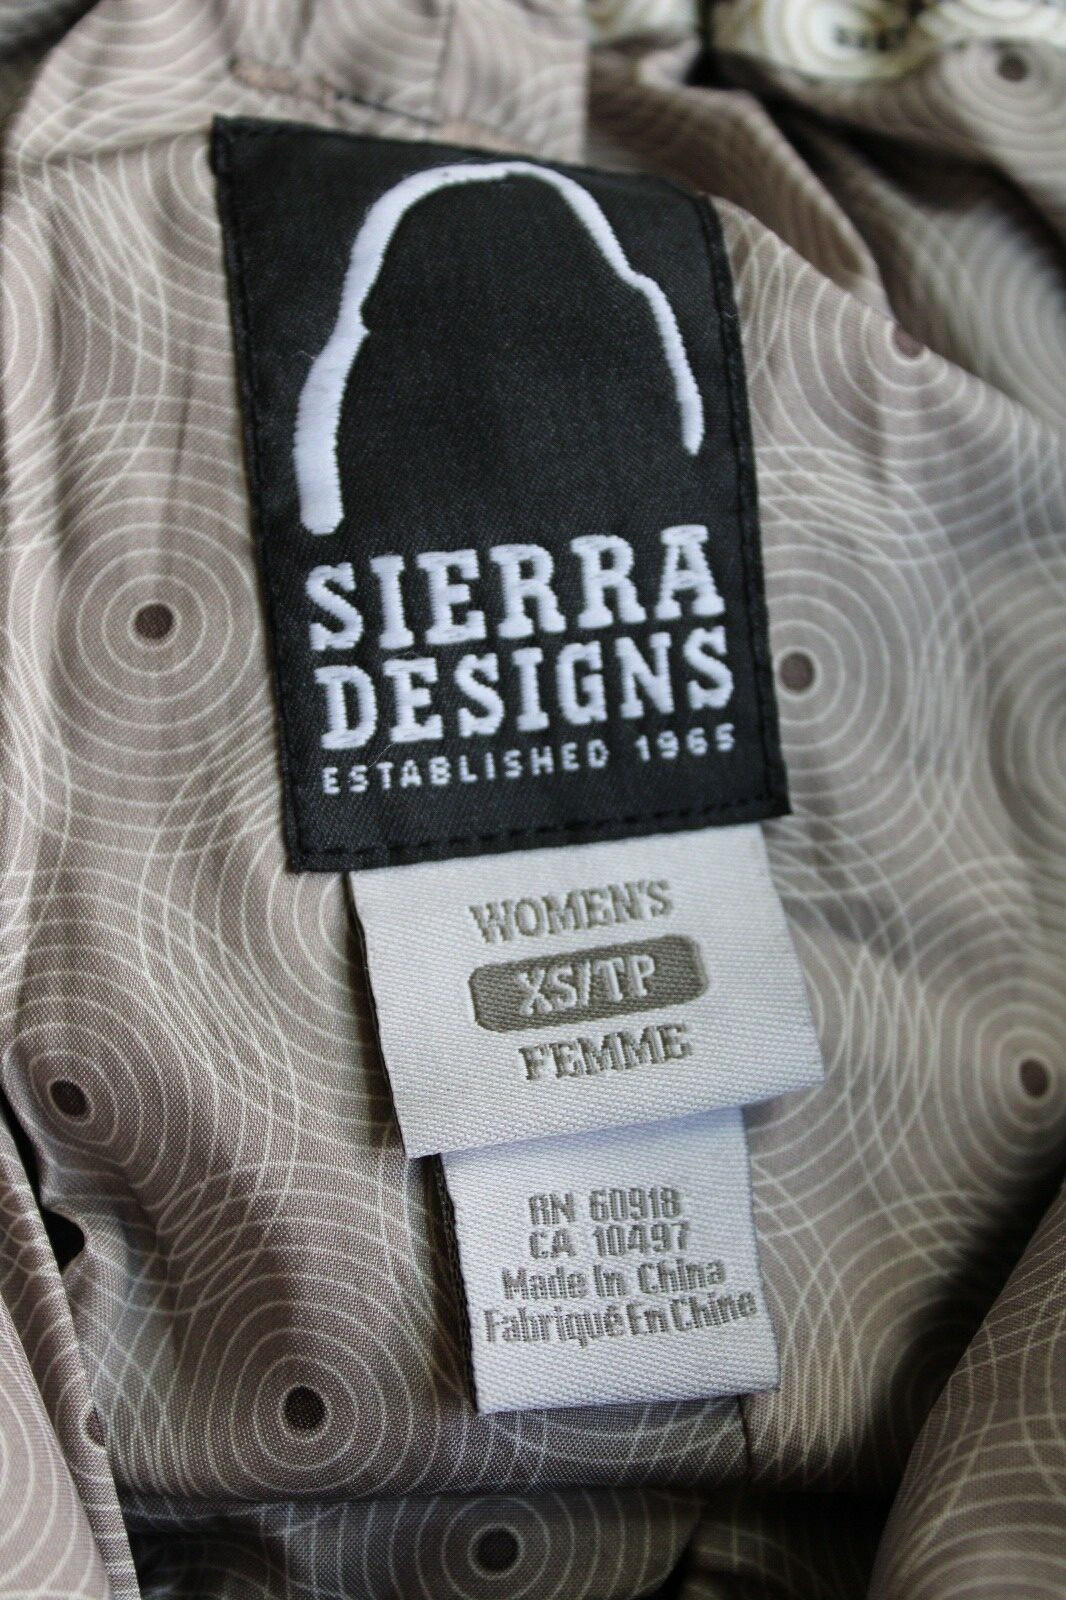 SIERRA
DESIGNS
ESTABLISHED 1965
WOMEN'S
XS/TP
FEMME
RN 60918
CA 10497
Made In China
Fabriqué En Chine